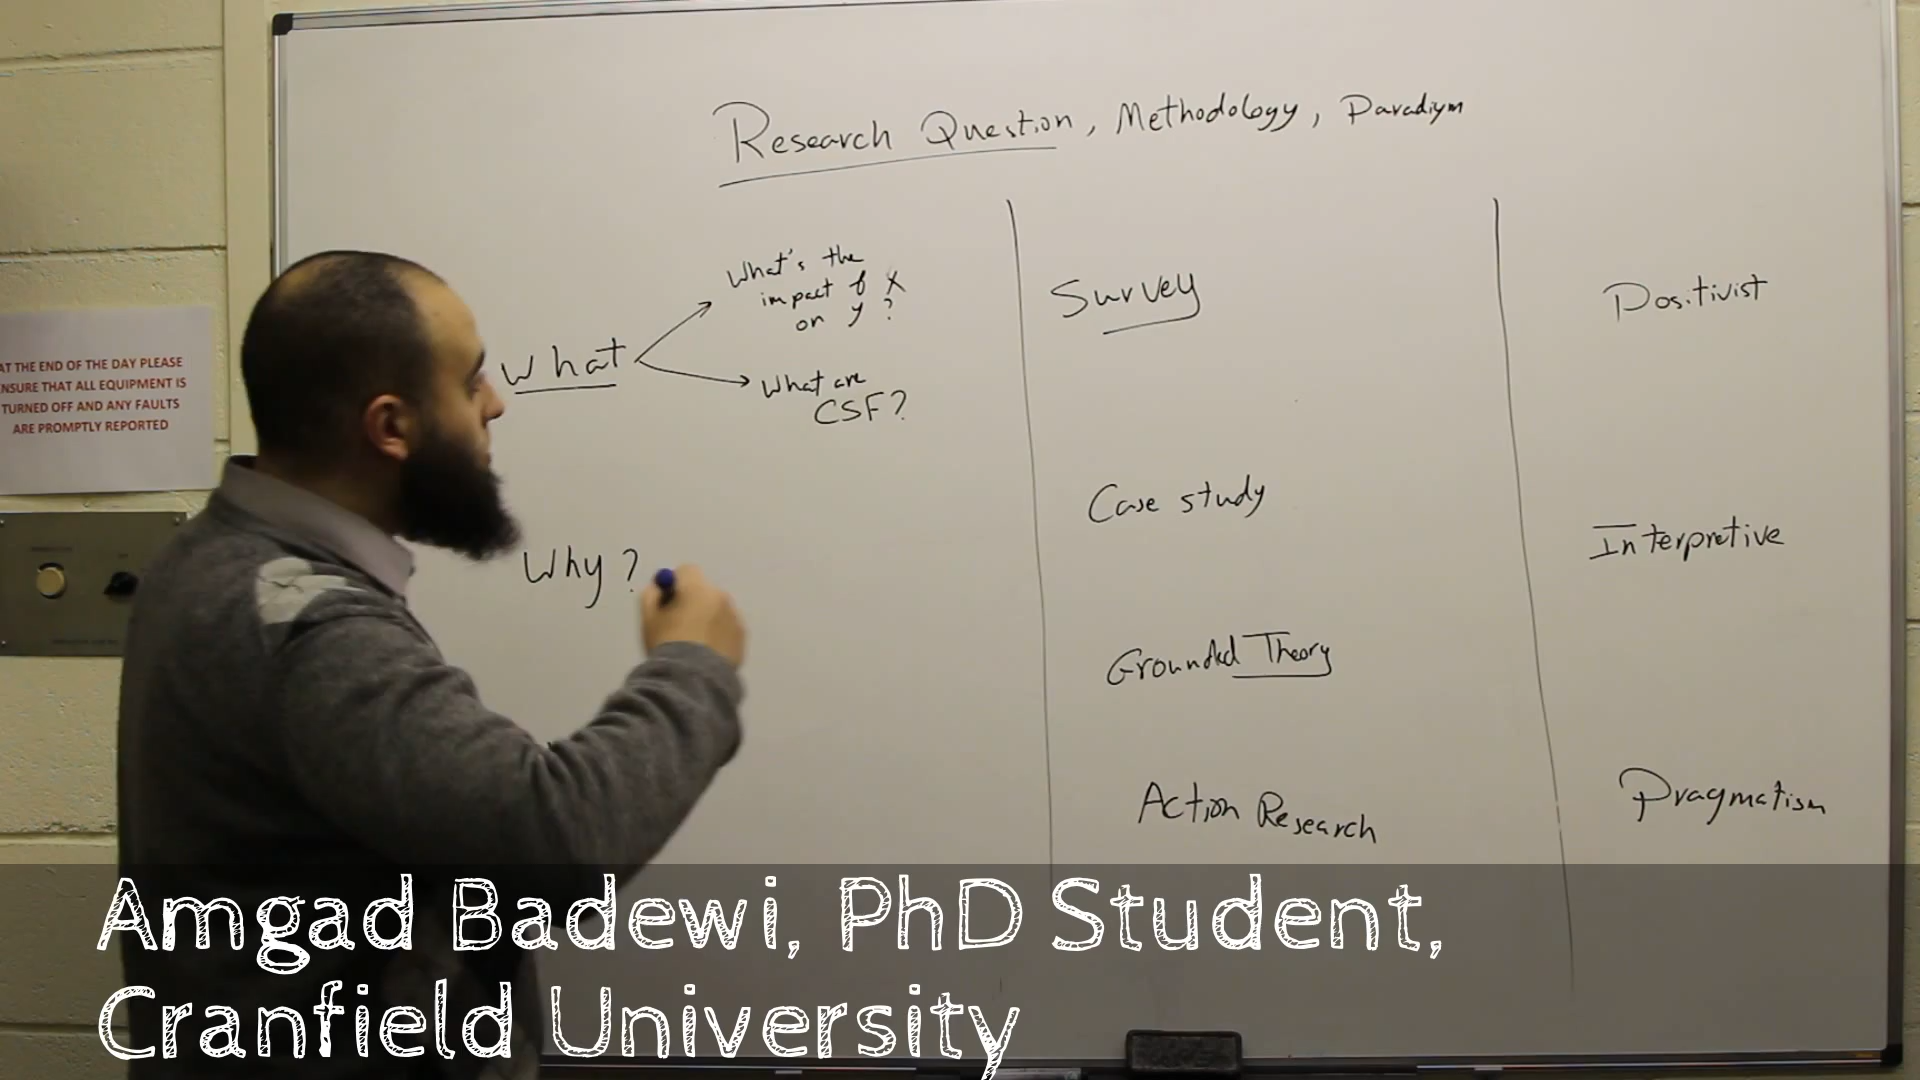 Research Question, Methodology, Paradigm
AT THE END OF THE DAY PLEASE
ENSURE THAT ALL EQUIPMENT IS
TURNED OFF AND ANY FAULTS
ARE PROMPTLY REPORTED
What
What's the
impact of X
on y ?
What are
CSF?
Why ?
Survey
Case study
Grounded Theory
Action Research
Positivist
Interpretive
Pragmatism
Amgad Badewi, PhD Student,
Cranfield University